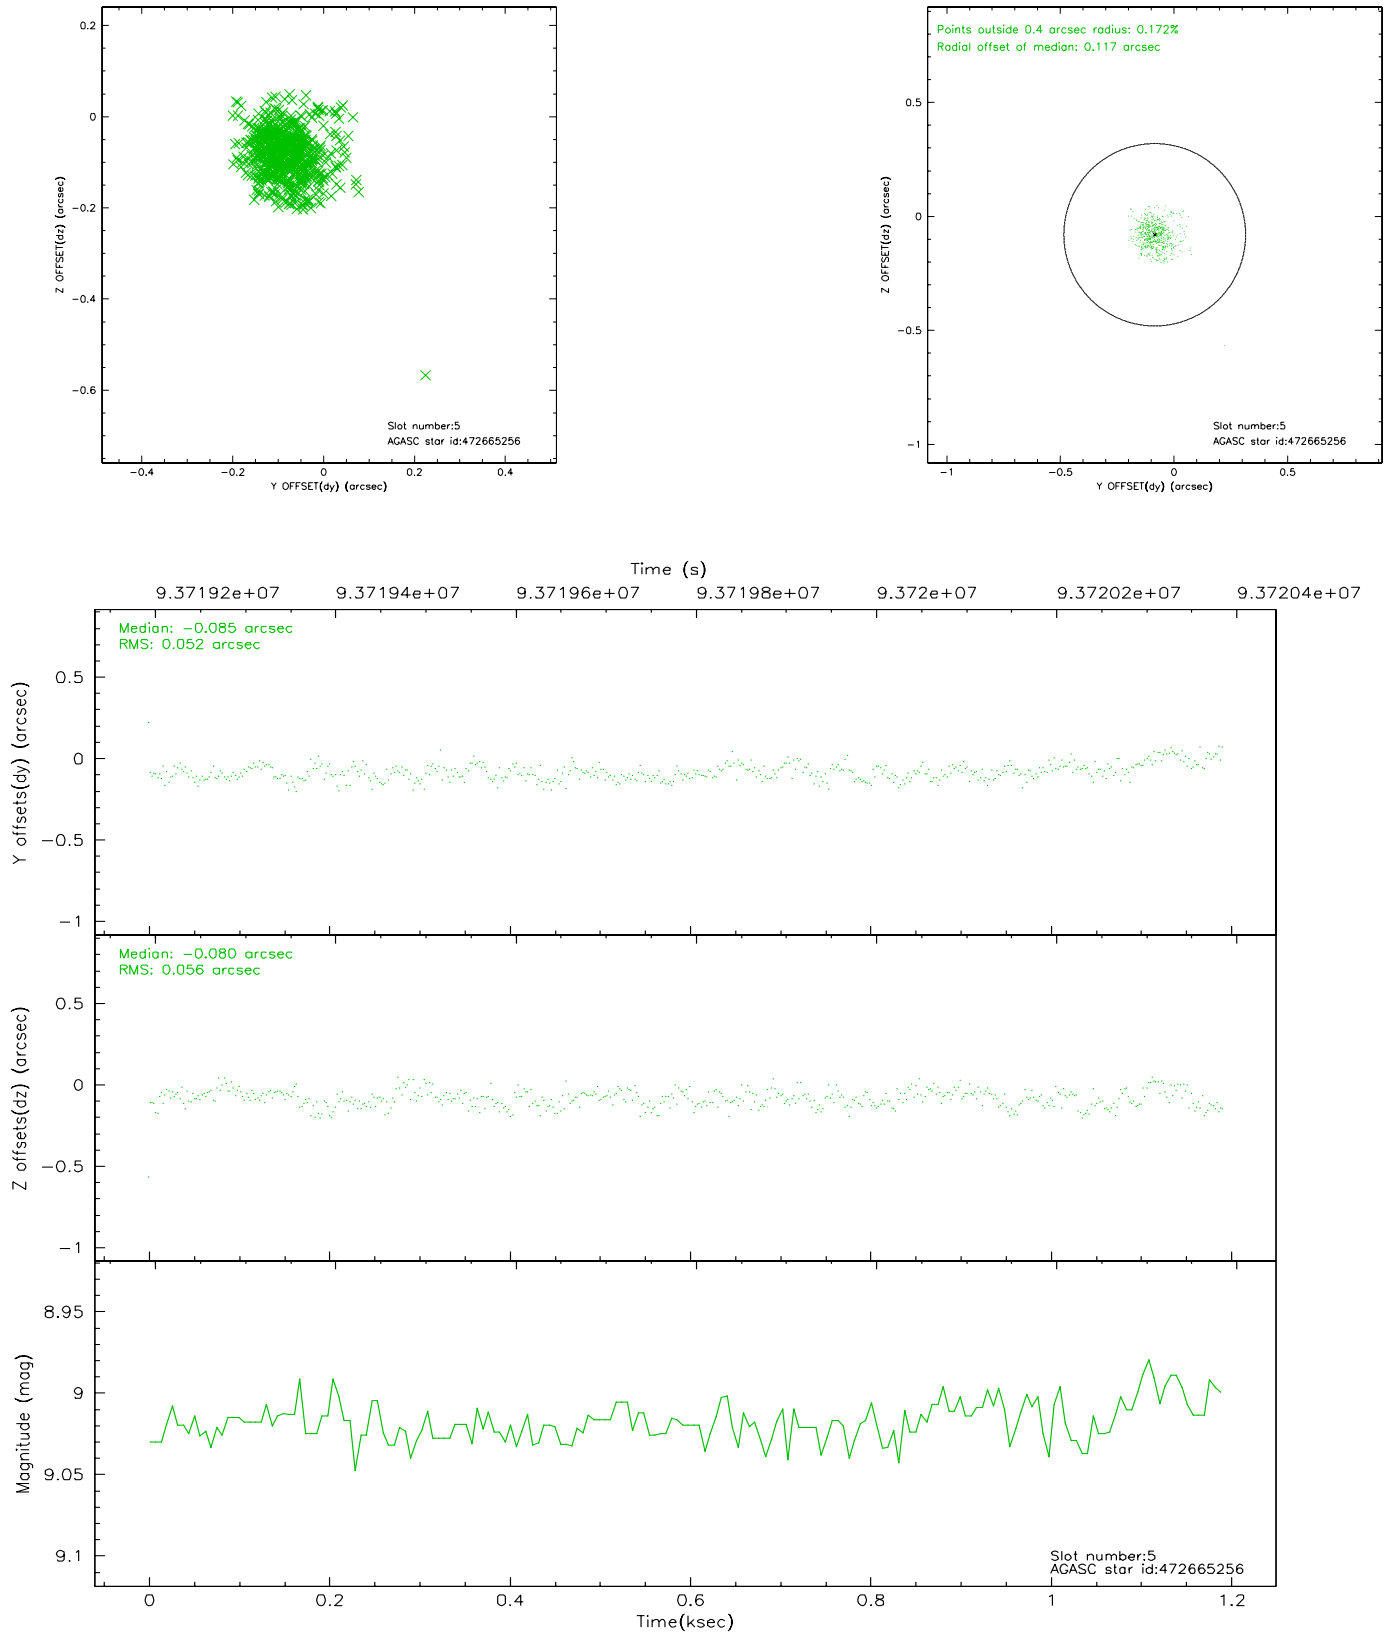 0.2
0
−0.2
−0.4
−0.6
Z OFFSET(dz) (arcsec)
Slot number:5
AGASC star id:472665256
−0.4 −0.2 0 0.2 0.4
Y OFFSET(dy) (arcsec)
Points outside 0.4 arcsec radius: 0.172%
Radial offset of median: 0.117 arcsec
0.5
0
−0.5
−1
Z OFFSET(dz) (arcsec)
Slot number:5
AGASC star id:472665256
−1 −0.5 0 0.5
Y OFFSET(dy) (arcsec)
Time (s)
9.37192e+07 9.37194e+07 9.37196e+07 9.37198e+07 9.372e+07 9.37202e+07 9.37204e+07
Median: −0.085 arcsec
RMS: 0.052 arcsec
0.5
0
−0.5
−1
Y offsets(dy) (arcsec)
Median: −0.080 arcsec
RMS: 0.056 arcsec
0.5
0
−0.5
−1
Z offsets(dz) (arcsec)
8.95
9
9.05
9.1
Magnitude (mag)
Slot number:5
AGASC star id:472665256
0 0.2 0.4 0.6 0.8 1 1.2
Time(ksec)